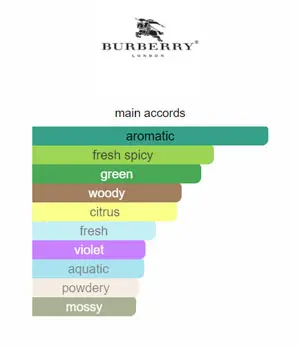 BURBERRY®
LONDON
main accords
aromatic
fresh spicy
green
woody
citrus
fresh
violet
aquatic
powdery
mossy